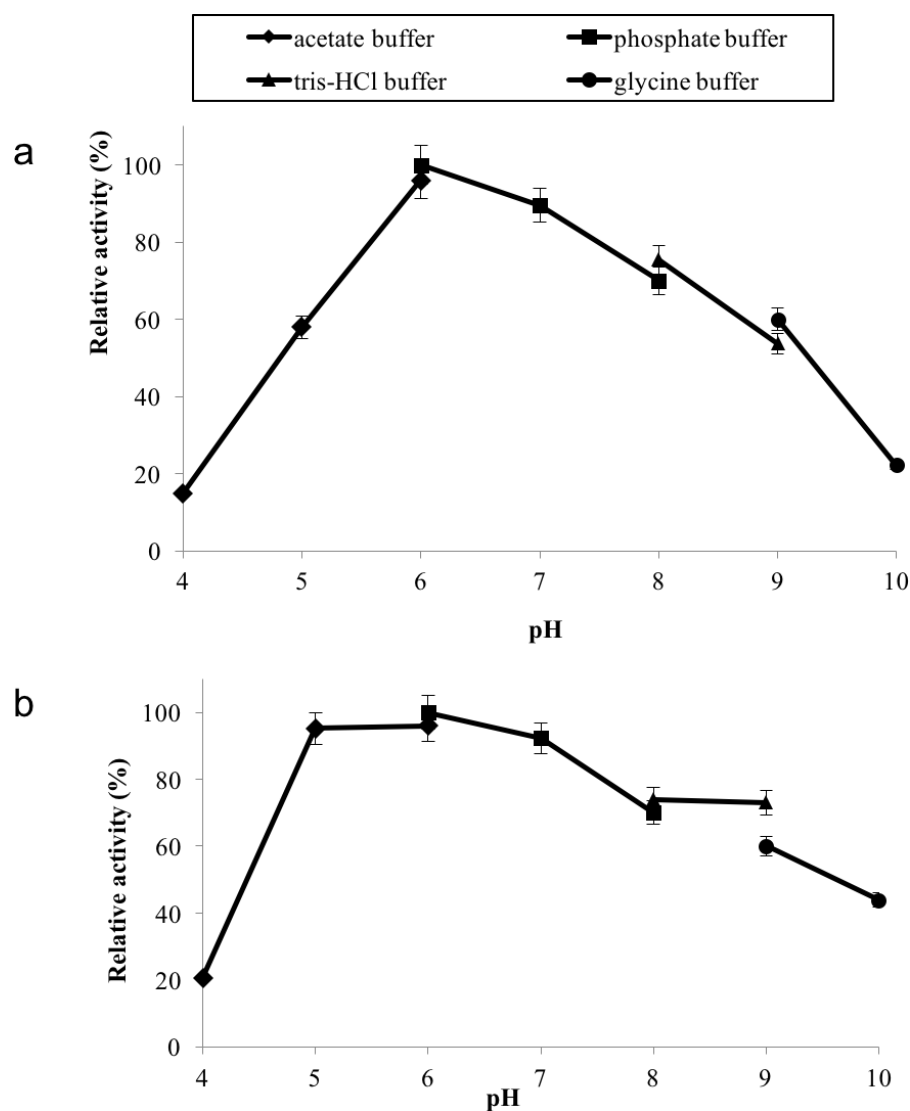 acetate buffer phosphate buffer
tris-HCl buffer glycine buffer
a
Relative activity (%)
100
80
60
40
20
0
4 5 6 7 8 9 10
pH
b
Relative activity (%)
100
80
60
40
20
0
4 5 6 7 8 9 10
pH